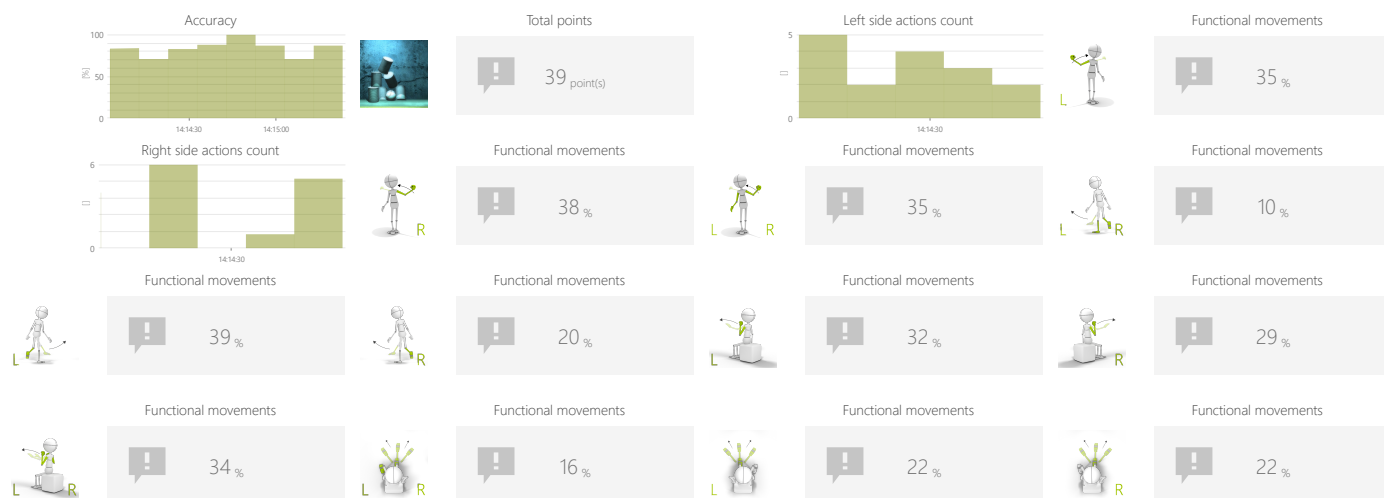 Accuracy
100
50
0
[%]
14:14:30
14:15:00
Total points
39 point(s)
Left side actions count
5
0
[]
14:14:30
Functional movements
L
35 %
Right side actions count
6
0
[]
14:14:30
Functional movements
R
38 %
Functional movements
L R
35 %
Functional movements
L R
10 %
Functional movements
L
39 %
Functional movements
R
20 %
Functional movements
L
32 %
Functional movements
R
29 %
Functional movements
L R
34 %
Functional movements
L R
16 %
Functional movements
L
22 %
Functional movements
R
22 %